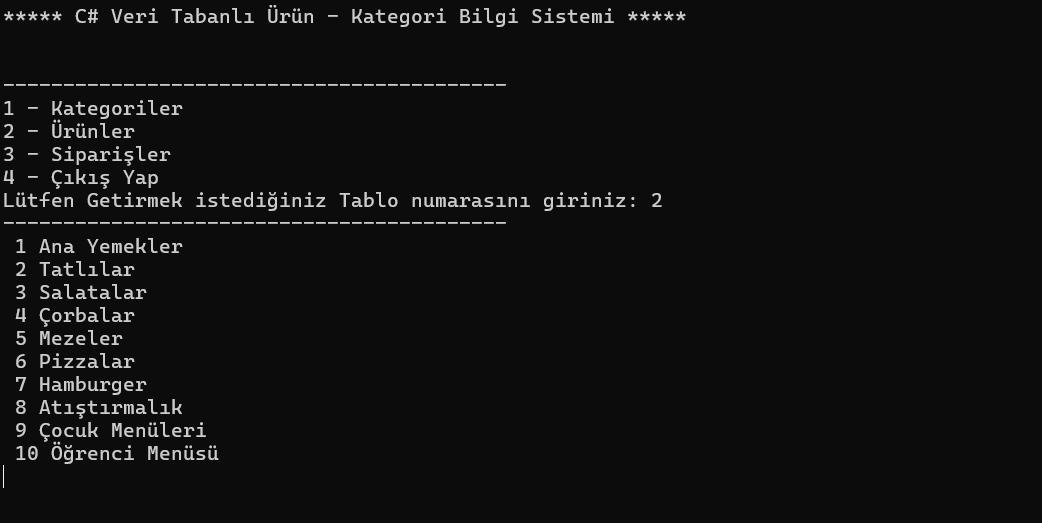 ***** C# Veri Tabanlı Ürün - Kategori Bilgi Sistemi *****
------------------------------------------
1 - Kategoriler
2 - Ürünler
3 - Siparişler
4 - Çıkış Yap
Lütfen Getirmek istediğiniz Tablo numarasını giriniz: 2
------------------------------------------
1 Ana Yemekler
2 Tatlılar
3 Salatalar
4 Çorbalar
5 Mezeler
6 Pizzalar
7 Hamburger
8 Atıştırmalık
9 Çocuk Menüleri
10 Öğrenci Menüsü